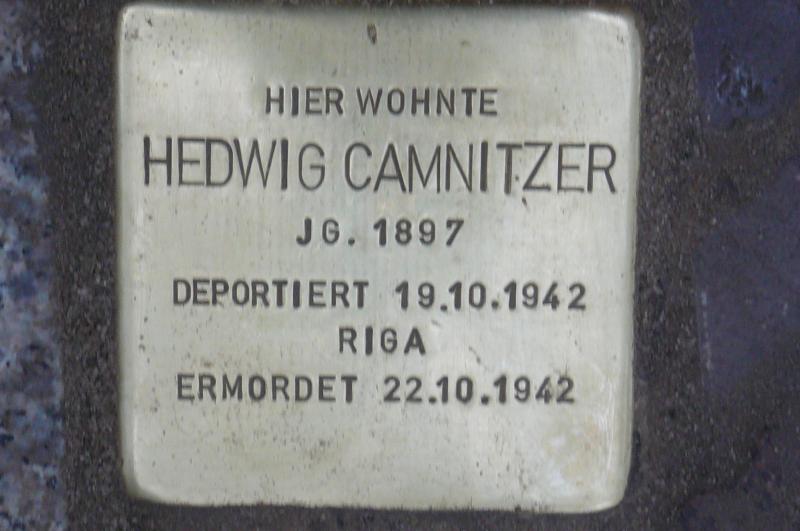 HIER WOHNTE
HEDWIG CAMNITZER
JG. 1897
DEPORTIERT 19.10.1942
RIGA
ERMORDET 22.10.1942